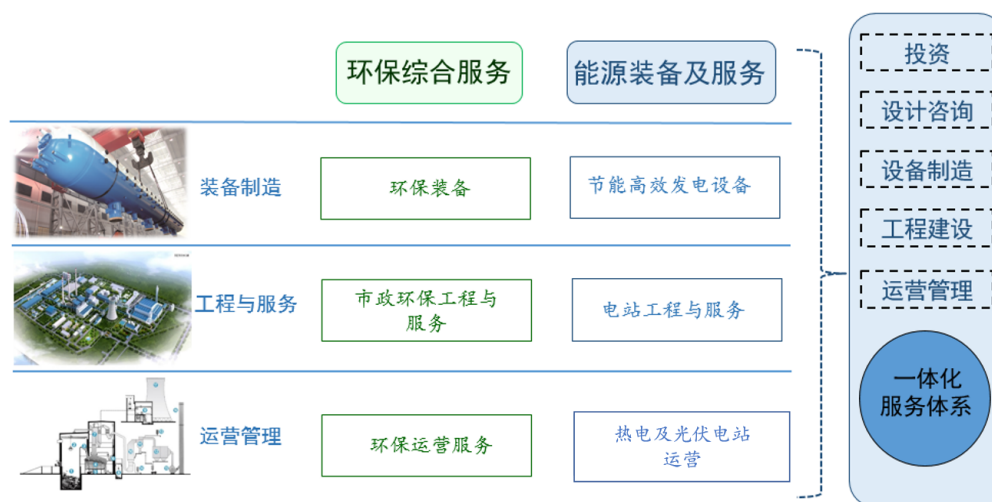 环保综合服务
能源装备及服务
装备制造
环保装备
节能高效发电设备
工程与服务
市政环保工程与
服务
电站工程与服务
运营管理
环保运营服务
热电及光伏电站
运营
投资
设计咨询
设备制造
工程建设
运营管理
一体化
服务体系